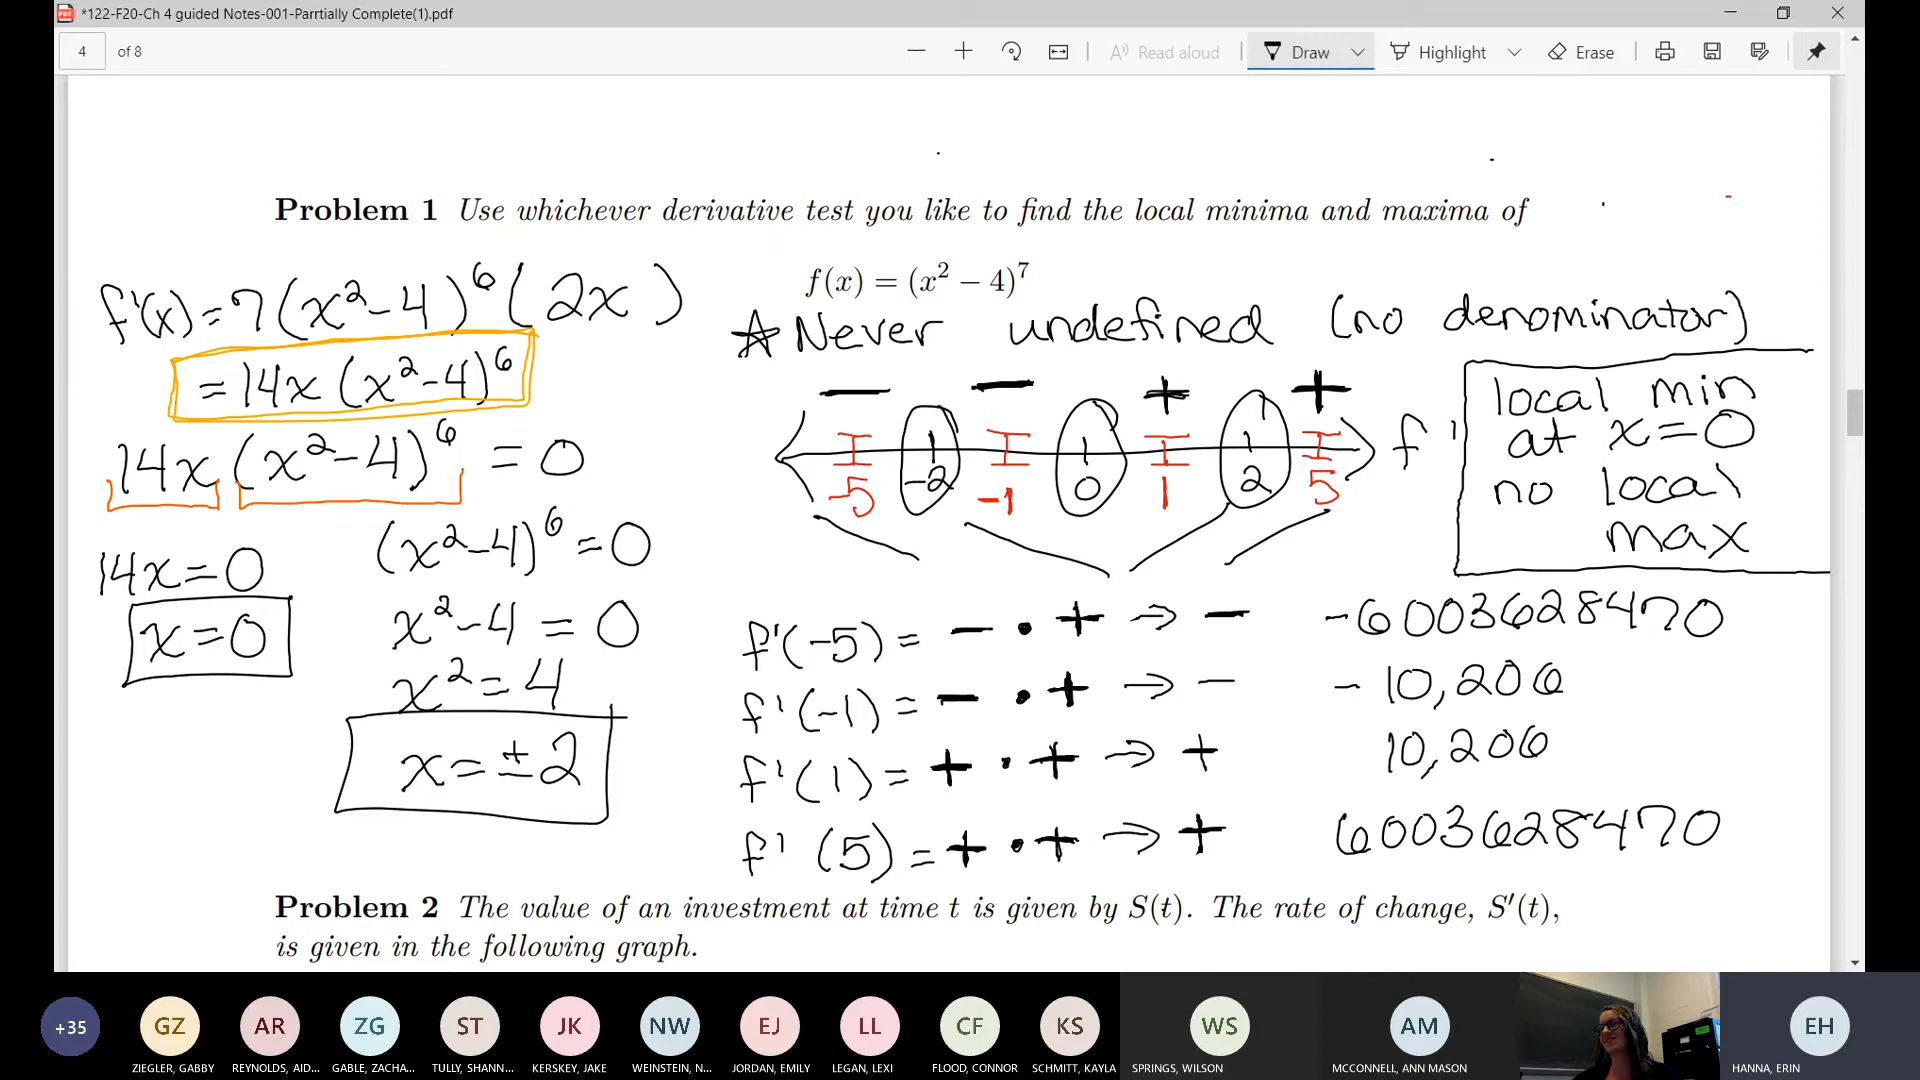 *122-F20-Ch 4 guided Notes-001-Parrtially Complete(1).pdf
4 of 8
Read aloud
Draw
Highlight
Erase
Problem 1 Use whichever derivative test you like to find the local minima and maxima of
f(x) = (x² − 4)⁷
f'(x) = 7(x²-4)⁶(2x)
= 14x(x²-4)⁶
14x(x²-4)⁶ = 0
14x=0
x=0
(x²-4)⁶=0
x²-4=0
x²=4
x=±2
☆ Never undefined (no denominator)
− − + +
-5 -2 -1 0 1 2 5 f'
local min
at x=0
no local
max
f'(-5) = − · + → − -6003628470
f'(-1) = − · + → − - 10,206
f'(1) = + · + → + 10,206
f'(5) = + · + → + 6003628470
Problem 2 The value of an investment at time t is given by S(t). The rate of change, S′(t),
is given in the following graph.
+35 GZ AR ZG ST JK NW EJ LL CF KS WS AM EH
ZIEGLER, GABBY REYNOLDS, AID... GABLE, ZACHA... TULLY, SHANN... KERSKEY, JAKE WEINSTEIN, N... JORDAN, EMILY LEGAN, LEXI FLOOD, CONNOR SCHMITT, KAYLA SPRINGS, WILSON MCCONNELL, ANN MASON HANNA, ERIN